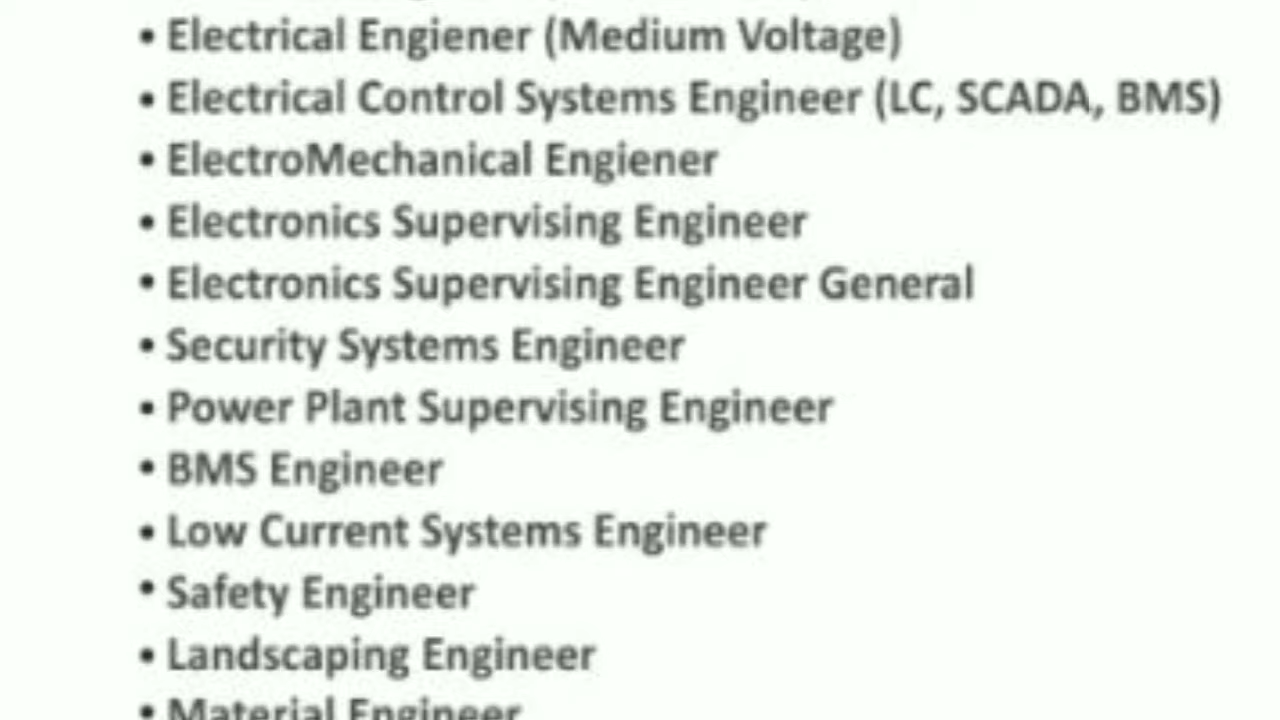 • Electrical Engiener (Medium Voltage)
• Electrical Control Systems Engineer (LC, SCADA, BMS)
• ElectroMechanical Engiener
• Electronics Supervising Engineer
• Electronics Supervising Engineer General
• Security Systems Engineer
• Power Plant Supervising Engineer
• BMS Engineer
• Low Current Systems Engineer
• Safety Engineer
• Landscaping Engineer
• Material Engineer